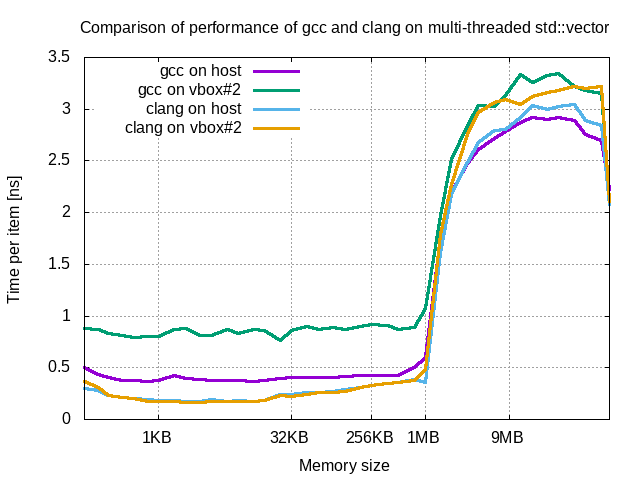 Comparison of performance of gcc and clang on multi-threaded std::vector
3.5
3
2.5
2
1.5
1
0.5
0
Time per item [ns]
gcc on host
gcc on vbox#2
clang on host
clang on vbox#2
1KB 32KB 256KB 1MB 9MB
Memory size